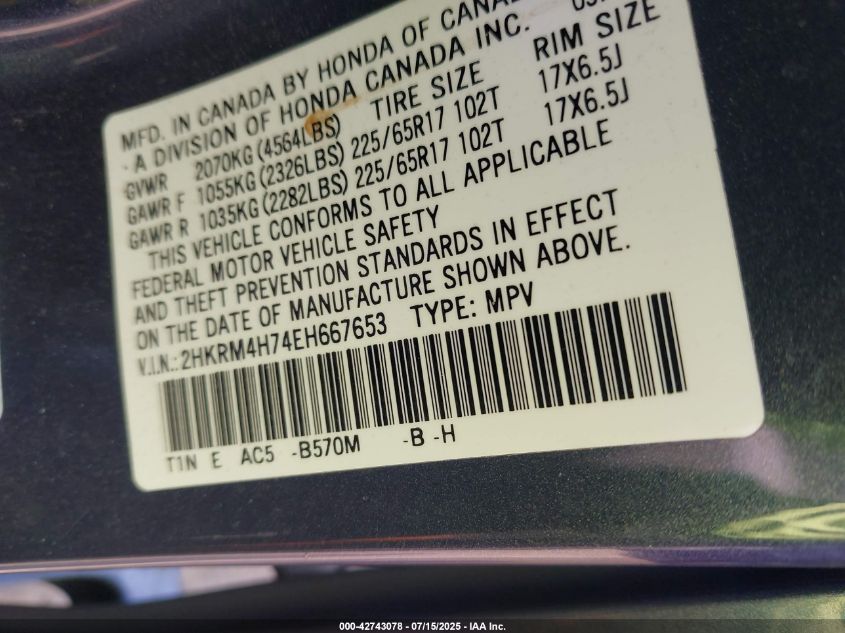 MFD. IN CANADA BY HONDA OF
- A DIVISION OF HONDA CANADA INC.
TIRE SIZE RIM SIZE
GVWR 2070KG (4564LBS)
GAWR F 1055KG (2326LBS) 225/65R17 102T 17X6.5J
GAWR R 1035KG (2282LBS) 225/65R17 102T 17X6.5J
THIS VEHICLE CONFORMS TO ALL APPLICABLE
FEDERAL MOTOR VEHICLE SAFETY
AND THEFT PREVENTION STANDARDS IN EFFECT
ON THE DATE OF MANUFACTURE SHOWN ABOVE.
V.I.N.: 2HKRM4H74EH667653 TYPE: MPV
T1N E AC5 -B570M -B -H
000-42743078 - 07/15/2025 - IAA Inc.